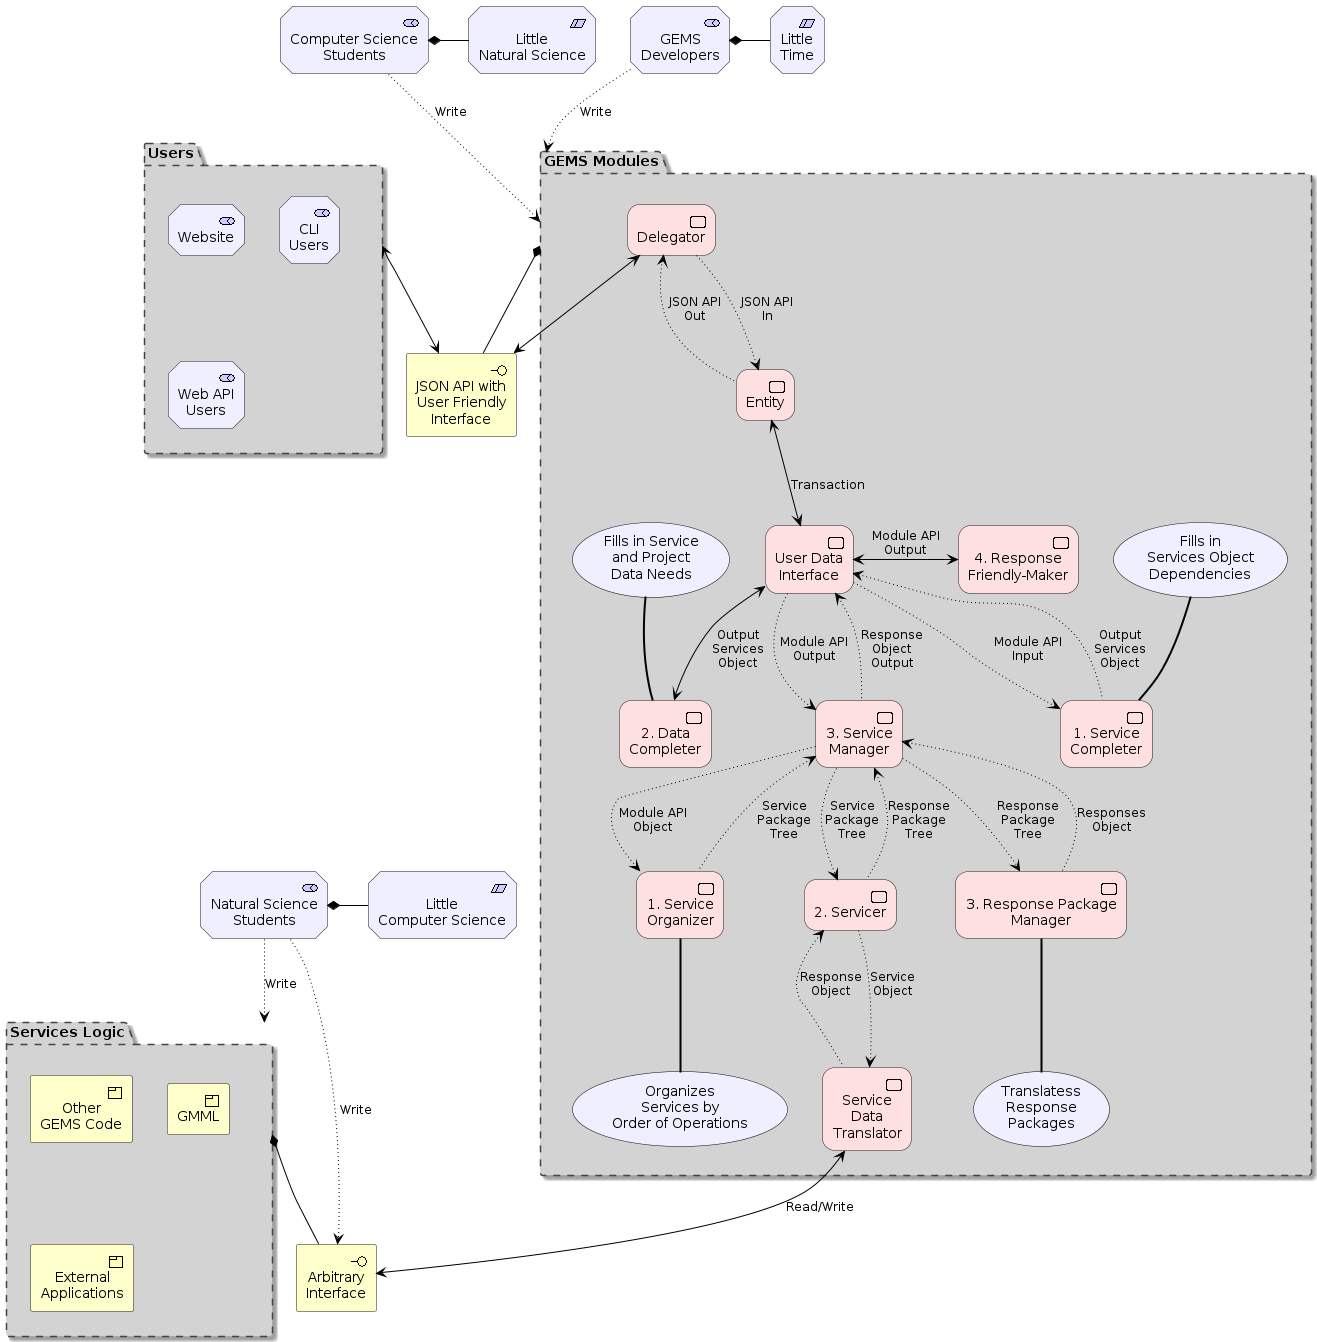 Computer Science
Students
Little
Natural Science
GEMS
Developers
Little
Time
Write
Write
Users
GEMS Modules
Website
CLI
Users
Delegator
JSON API
Out
JSON API
In
Web API
Users
JSON API with
User Friendly
Interface
Entity
Transaction
Fills in Service
and Project
Data Needs
User Data
Interface
Module API
Output
4. Response
Friendly-Maker
Fills in
Services Object
Dependencies
Output
Services
Object
Module API
Output
Response
Object
Output
Module API
Input
Output
Services
Object
2. Data
Completer
3. Service
Manager
1. Service
Completer
Module API
Object
Service
Package
Tree
Service
Package
Tree
Response
Package
Tree
Response
Package
Tree
Responses
Object
Natural Science
Students
Little
Computer Science
1. Service
Organizer
2. Servicer
3. Response Package
Manager
Write
Response
Object
Service
Object
Services Logic
Other
GEMS Code
GMML
Write
Organizes
Services by
Order of Operations
Service
Data
Translator
Translatess
Response
Packages
Read/Write
External
Applications
Arbitrary
Interface